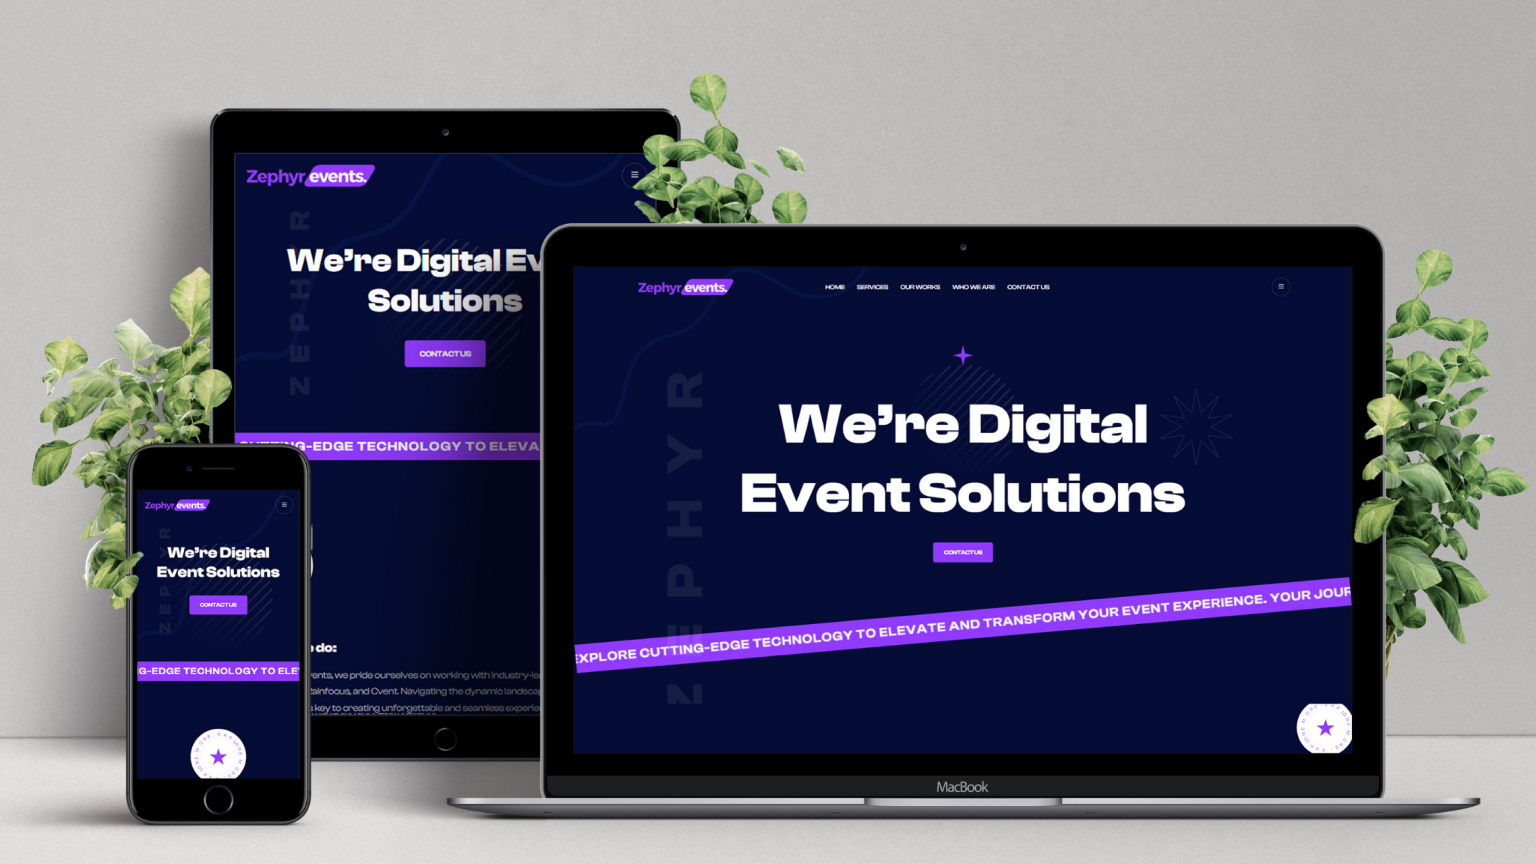 Zephyr events.
ZEPHYR
We’re Digital Ev
Solutions
CONTACT US
CUTTING-EDGE TECHNOLOGY TO ELEVA
do:
vents, we pride ourselves on working with industry-le
Rainfocus, and Cvent. Navigating the dynamic landscap
key to creating unforgettable and seamless experie
Zephyr events.
HOME SERVICES OUR WORKS WHO WE ARE CONTACT US
ZEPHYR
We’re Digital
Event Solutions
CONTACT US
EXPLORE CUTTING-EDGE TECHNOLOGY TO ELEVATE AND TRANSFORM YOUR EVENT EXPERIENCE. YOUR JOUR
MacBook
Zephyr events.
ZEPHYR
We’re Digital
Event Solutions
CONTACT US
G-EDGE TECHNOLOGY TO ELE